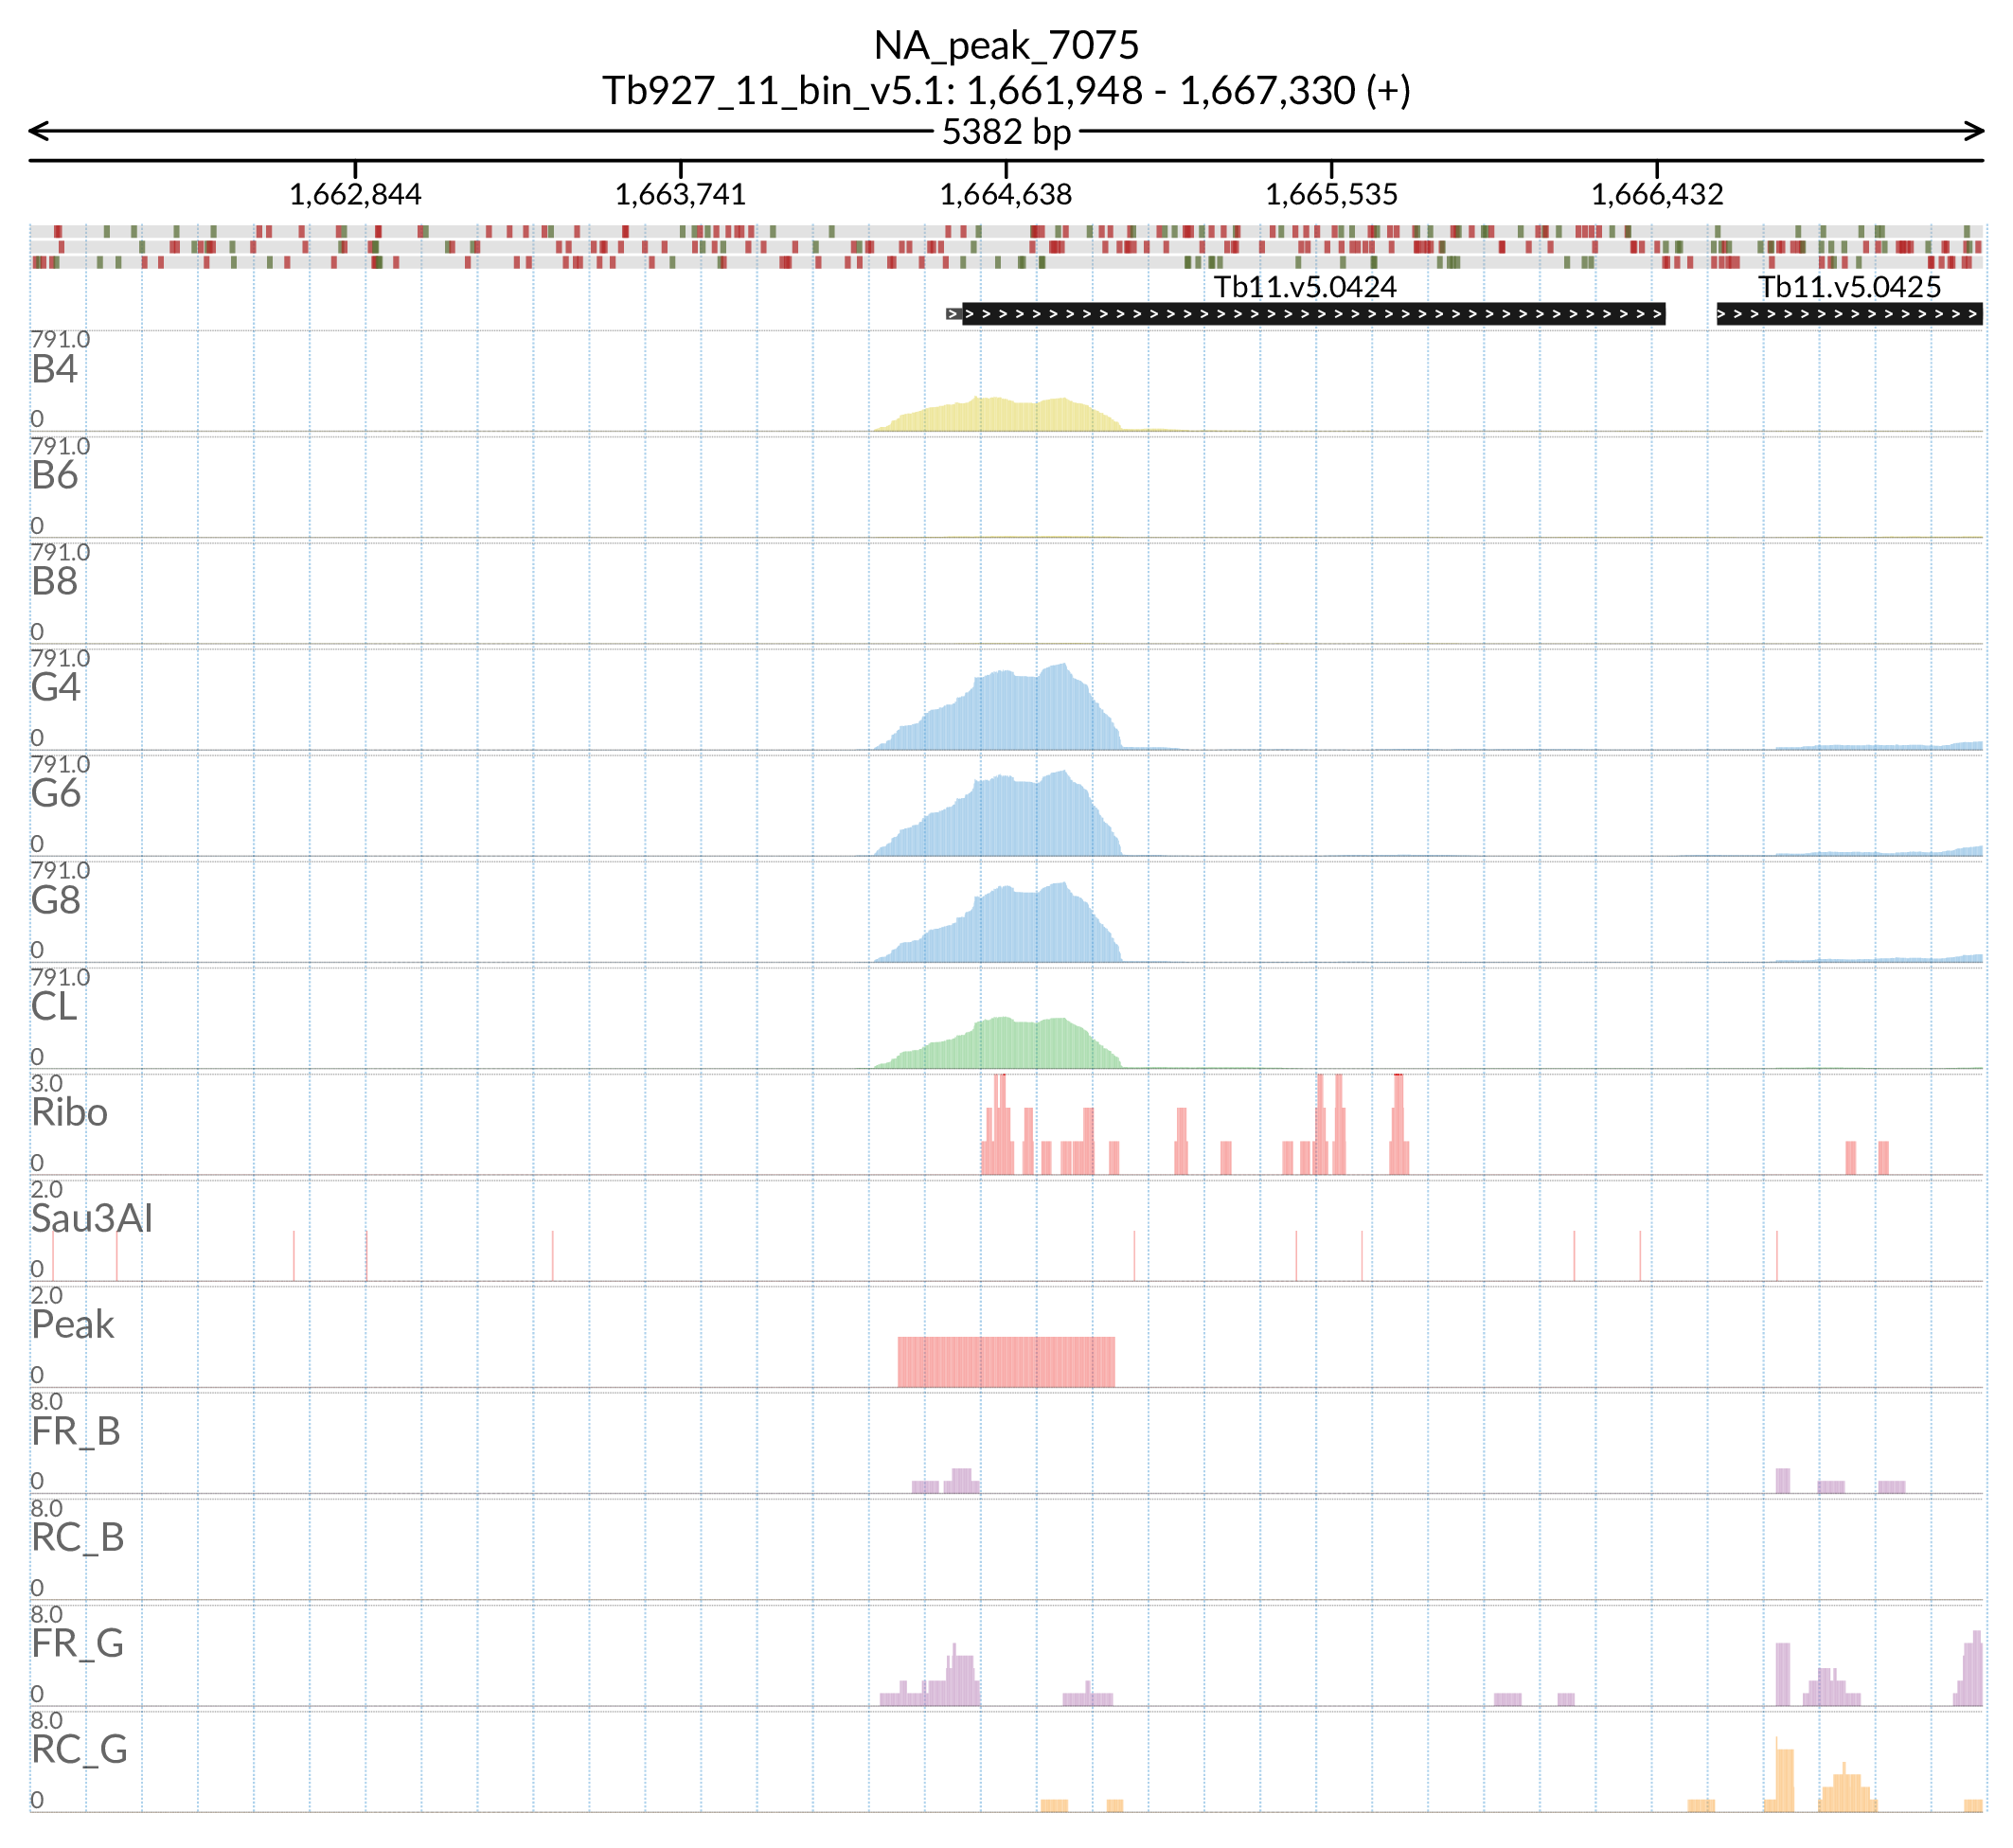 NA_peak_7075
Tb927_11_bin_v5.1: 1,661,948 - 1,667,330 (+)
5382 bp
1,662,844 1,663,741 1,664,638 1,665,535 1,666,432
Tb11.v5.0424 Tb11.v5.0425
791.0
B4
0
791.0
B6
0
791.0
B8
0
791.0
G4
0
791.0
G6
0
791.0
G8
0
791.0
CL
0
3.0
Ribo
0
2.0
Sau3AI
0
2.0
Peak
0
8.0
FR_B
0
8.0
RC_B
0
8.0
FR_G
0
8.0
RC_G
0